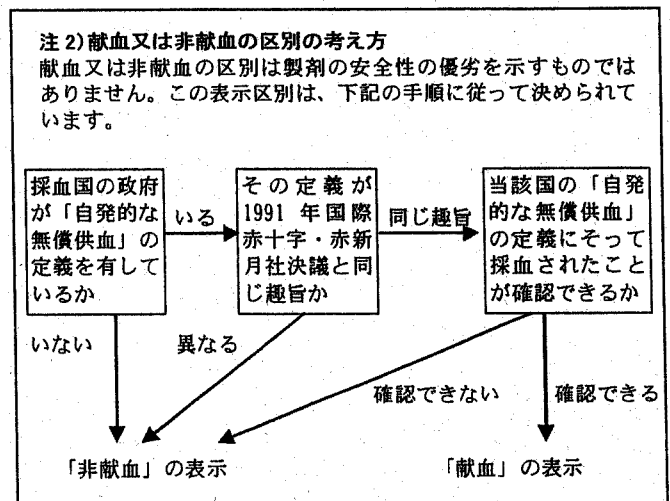 注2)献血又は非献血の区別の考え方
献血又は非献血の区別は製剤の安全性の優劣を示すものでは
ありません。この表示区別は、下記の手順に従って決められて
います。
採血国の政府
が「自発的な
無償供血」の
定義を有して
いるか
いる
その定義が
1991年国際
赤十字・赤新
月社決議と同
じ趣旨か
同じ趣旨
当該国の「自発
的な無償供血」
の定義にそって
採血されたこと
が確認できるか
いない
異なる
確認できない
確認できる
「非献血」の表示
「献血」の表示